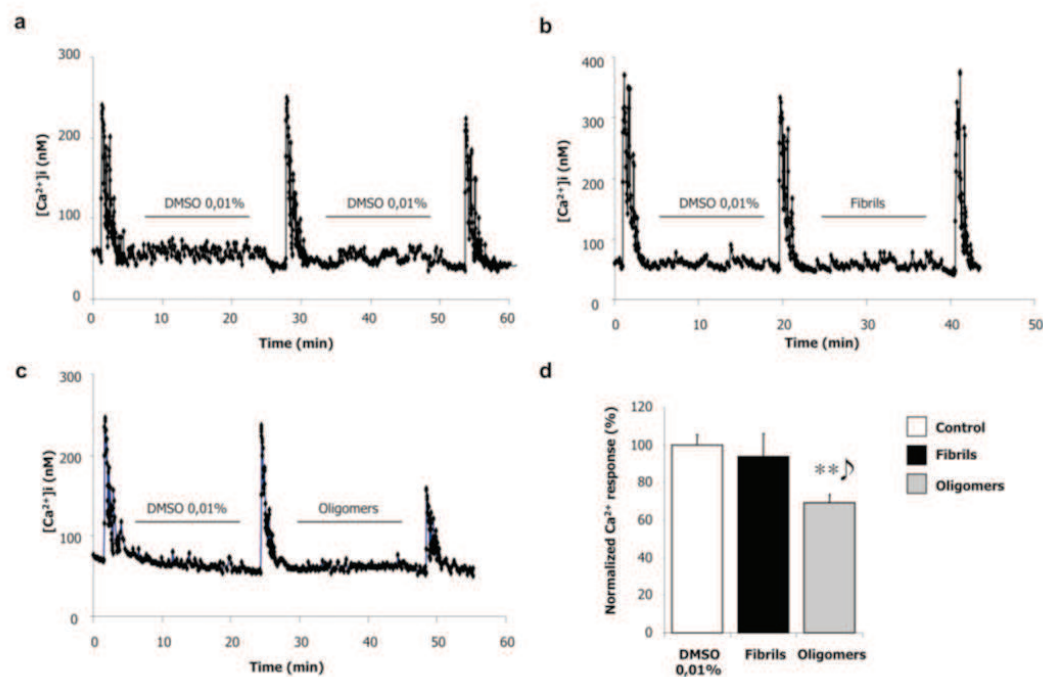 a
300
200
100
0
[Ca²⁺]i (nM)
DMSO 0,01%
DMSO 0,01%
0 10 20 30 40 50 60
Time (min)
b
400
300
200
100
0
[Ca²⁺]i (nM)
DMSO 0,01%
Fibrils
0 10 20 30 40 50
Time (min)
c
300
200
100
0
[Ca²⁺]i (nM)
DMSO 0,01%
Oligomers
0 10 20 30 40 50 60
Time (min)
d
120
100
80
60
40
20
0
Normalized Ca²⁺ response (%)
**♪
DMSO
0,01%
Fibrils
Oligomers
Control
Fibrils
Oligomers